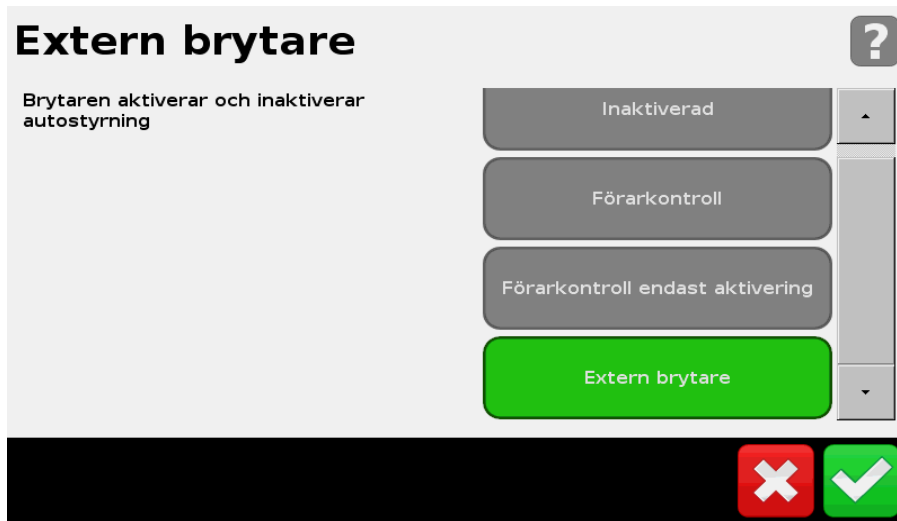 Extern brytare
?
Brytaren aktiverar och inaktiverar
autostyrning
Inaktiverad
Förarkontroll
Förarkontroll endast aktivering
Extern brytare